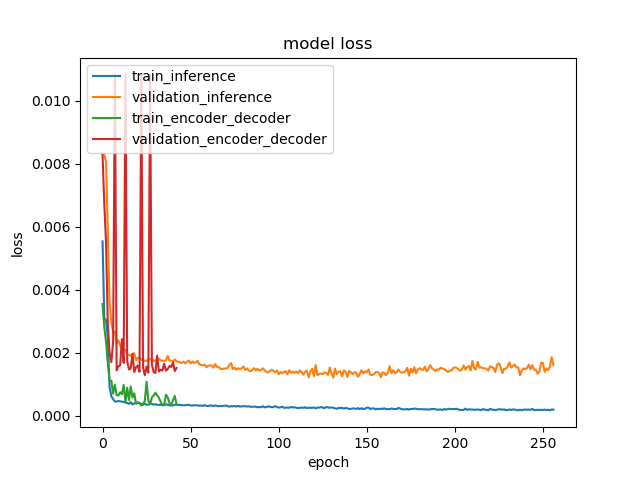 model loss
train_inference
validation_inference
train_encoder_decoder
validation_encoder_decoder
0.010
0.008
0.006
0.004
0.002
0.000
loss
0 50 100 150 200 250
epoch